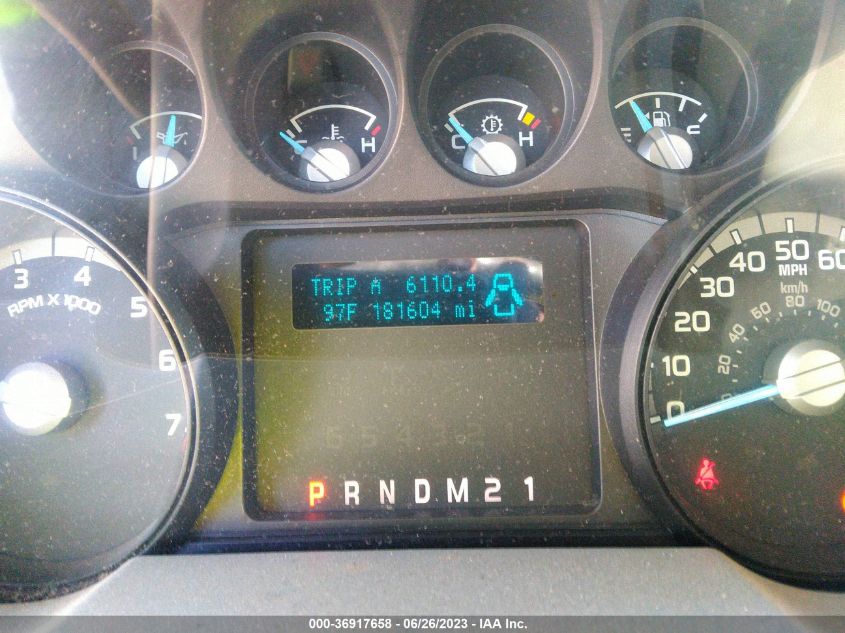 H
C H
E
3 4 5 6 7
RPM X 1000
0 10 20 30 40 50 60
MPH
km/h
20 40 60 80 100
TRIP A 6110.4
97F 181604 mi
P R N D M 2 1
000-36917658 - 06/26/2023 - IAA Inc.